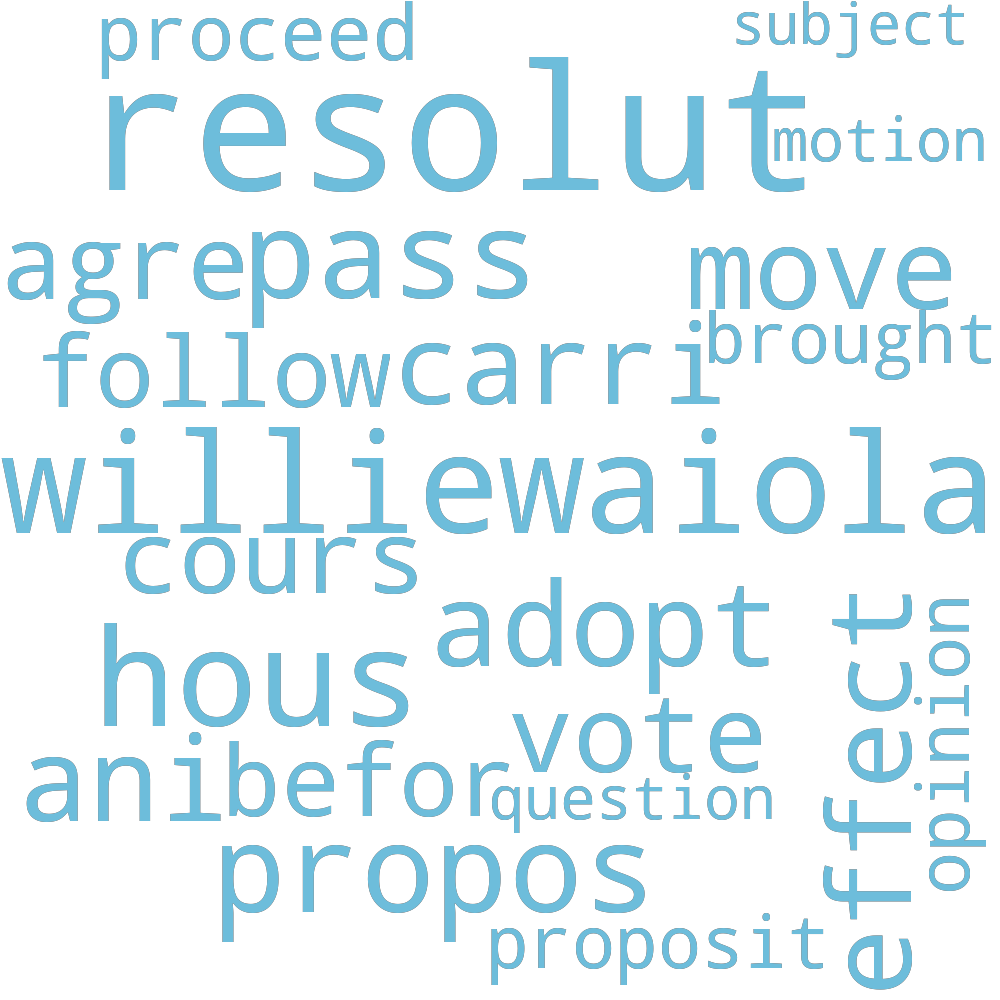 proceed subject
resolut
motion
agre pass move
brought
follow carri
williewaiola
cours
adopt
hous
effect
opinion
vote
ani befor
question
propos
proposit